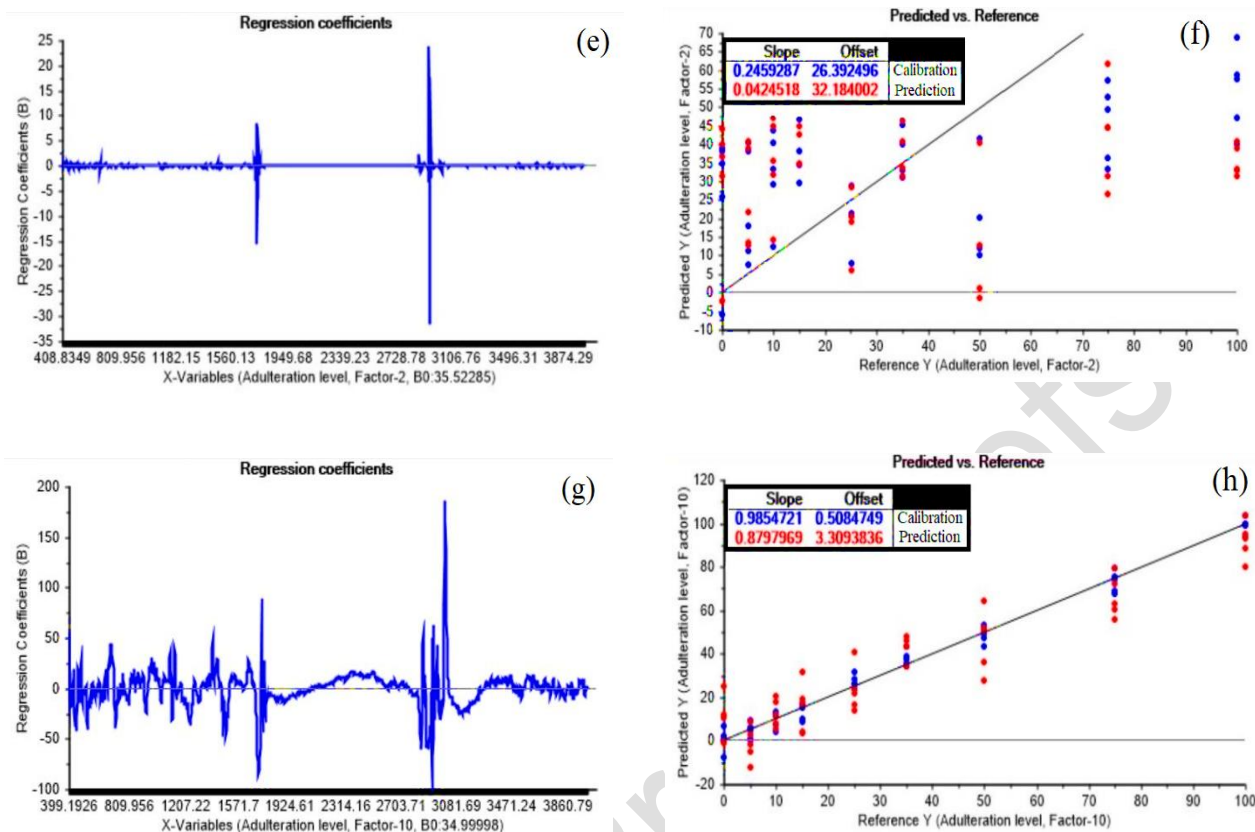 Regression coefficients
(e)
Regression Coefficients (B)
25
20
15
10
5
0
-5
-10
-15
-20
-25
-30
-35
408.8349 809.956 1182.15 1560.13 1949.68 2339.23 2728.78 3106.76 3496.31 3874.29
X-Variables (Adulteration level, Factor-2, B0:35.52285)
Predicted vs. Reference
(f)
Slope Offset
0.2459287 26.392496 Calibration
0.0424518 32.184002 Prediction
Predicted Y (Adulteration level, Factor-2)
70
65
60
55
50
45
40
35
30
25
20
15
10
5
0
-5
-10
0 10 20 30 40 50 60 70 80 90 100
Reference Y (Adulteration level, Factor-2)
Regression coefficients
(g)
Regression Coefficients (B)
200
150
100
50
0
-50
-100
399.1926 809.956 1207.22 1571.7 1924.61 2314.16 2703.71 3081.69 3471.24 3860.79
X-Variables (Adulteration level, Factor-10, B0:34.99998)
Predicted vs. Reference
(h)
Slope Offset
0.9854721 0.5084749 Calibration
0.8797969 3.3093836 Prediction
Predicted Y (Adulteration level, Factor-10)
120
100
80
60
40
20
0
-20
0 10 20 30 40 50 60 70 80 90 100
Reference Y (Adulteration level, Factor-10)